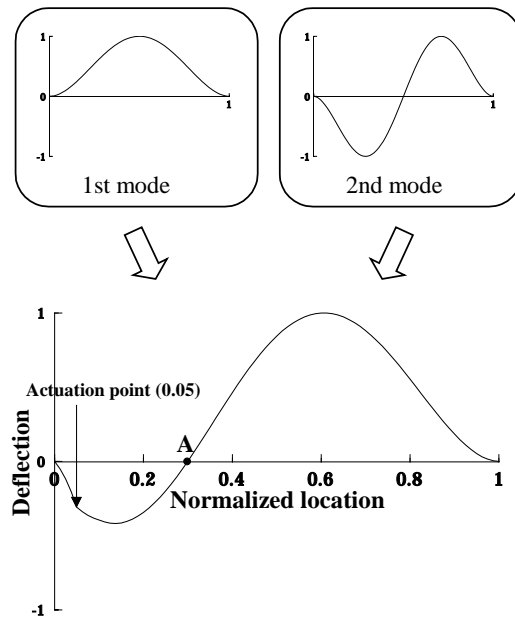 1
0
-1
1
1st mode
1
0
-1
1
2nd mode
1
Actuation point (0.05)
A
0
0 0.2 0.4 0.6 0.8 1
Normalized location
Deflection
-1